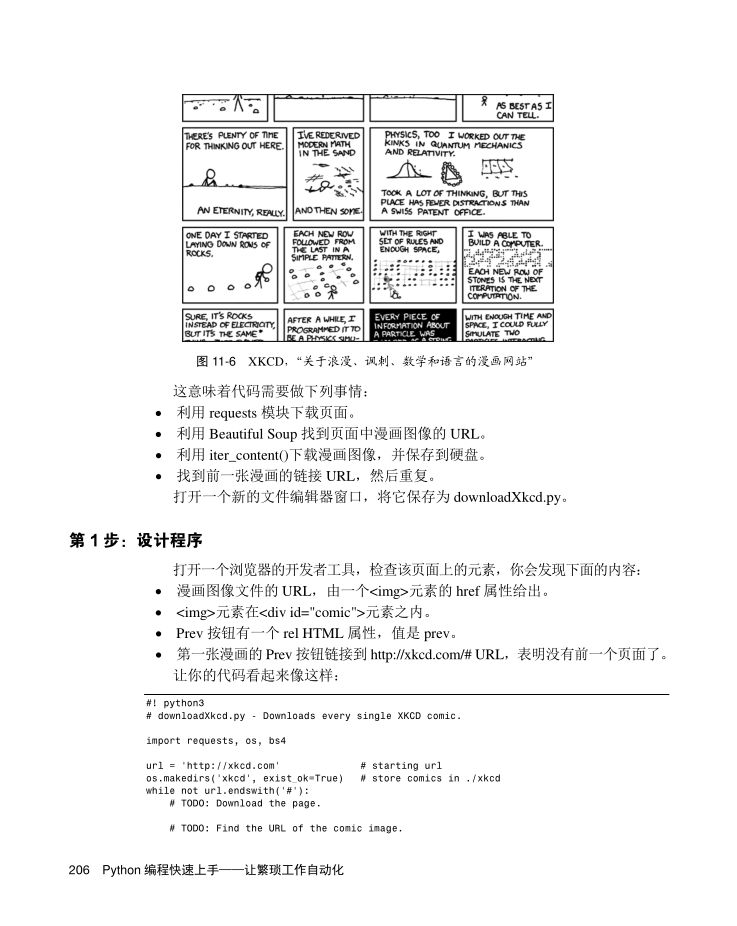 AS BEST AS I
CAN TELL.
THERE'S PLENTY OF TIME
FOR THINKING OUT HERE.
AN ETERNITY, REALLY.
I'VE REDERIVED
MODERN MATH
IN THE SAND
AND THEN SOME.
PHYSICS, TOO I WORKED OUT THE
KINKS IN QUANTUM MECHANICS
AND RELATIVITY.
TOOK A LOT OF THINKING, BUT THIS
PLACE HAS FEWER DISTRACTIONS THAN
A SWISS PATENT OFFICE.
ONE DAY I STARTED
LAYING DOWN ROWS OF
ROCKS.
EACH NEW ROW
FOLLOWED FROM
THE LAST IN A
SIMPLE PATTERN.
WITH THE RIGHT
SET OF RULES AND
ENOUGH SPACE,
I WAS ABLE TO
BUILD A COMPUTER.
EACH NEW ROW OF
STONES IS THE NEXT
ITERATION OF THE
COMPUTATION.
SURE, IT'S ROCKS
INSTEAD OF ELECTRICITY,
BUT IT'S THE SAME*
AFTER A WHILE, I
PROGRAMMED IT TO
BE A PHYSICS SIMU-
EVERY PIECE OF
INFORMATION ABOUT
A PARTICLE WAS
WITH ENOUGH TIME AND
SPACE, I COULD FULLY
SIMULATE TWO
图 11-6 XKCD，“关于浪漫、讽刺、数学和语言的漫画网站”
这意味着代码需要做下列事情：
● 利用 requests 模块下载页面。
● 利用 Beautiful Soup 找到页面中漫画图像的 URL。
● 利用 iter_content()下载漫画图像，并保存到硬盘。
● 找到前一张漫画的链接 URL，然后重复。
打开一个新的文件编辑器窗口，将它保存为 downloadXkcd.py。
第 1 步：设计程序
打开一个浏览器的开发者工具，检查该页面上的元素，你会发现下面的内容：
● 漫画图像文件的 URL，由一个<img>元素的 href 属性给出。
● <img>元素在<div id="comic">元素之内。
● Prev 按钮有一个 rel HTML 属性，值是 prev。
● 第一张漫画的 Prev 按钮链接到 http://xkcd.com/# URL，表明没有前一个页面了。
让你的代码看起来像这样：
#! python3
# downloadXkcd.py - Downloads every single XKCD comic.
import requests, os, bs4
url = 'http://xkcd.com' # starting url
os.makedirs('xkcd', exist_ok=True) # store comics in ./xkcd
while not url.endswith('#'):
# TODO: Download the page.
# TODO: Find the URL of the comic image.
206 Python 编程快速上手——让繁琐工作自动化